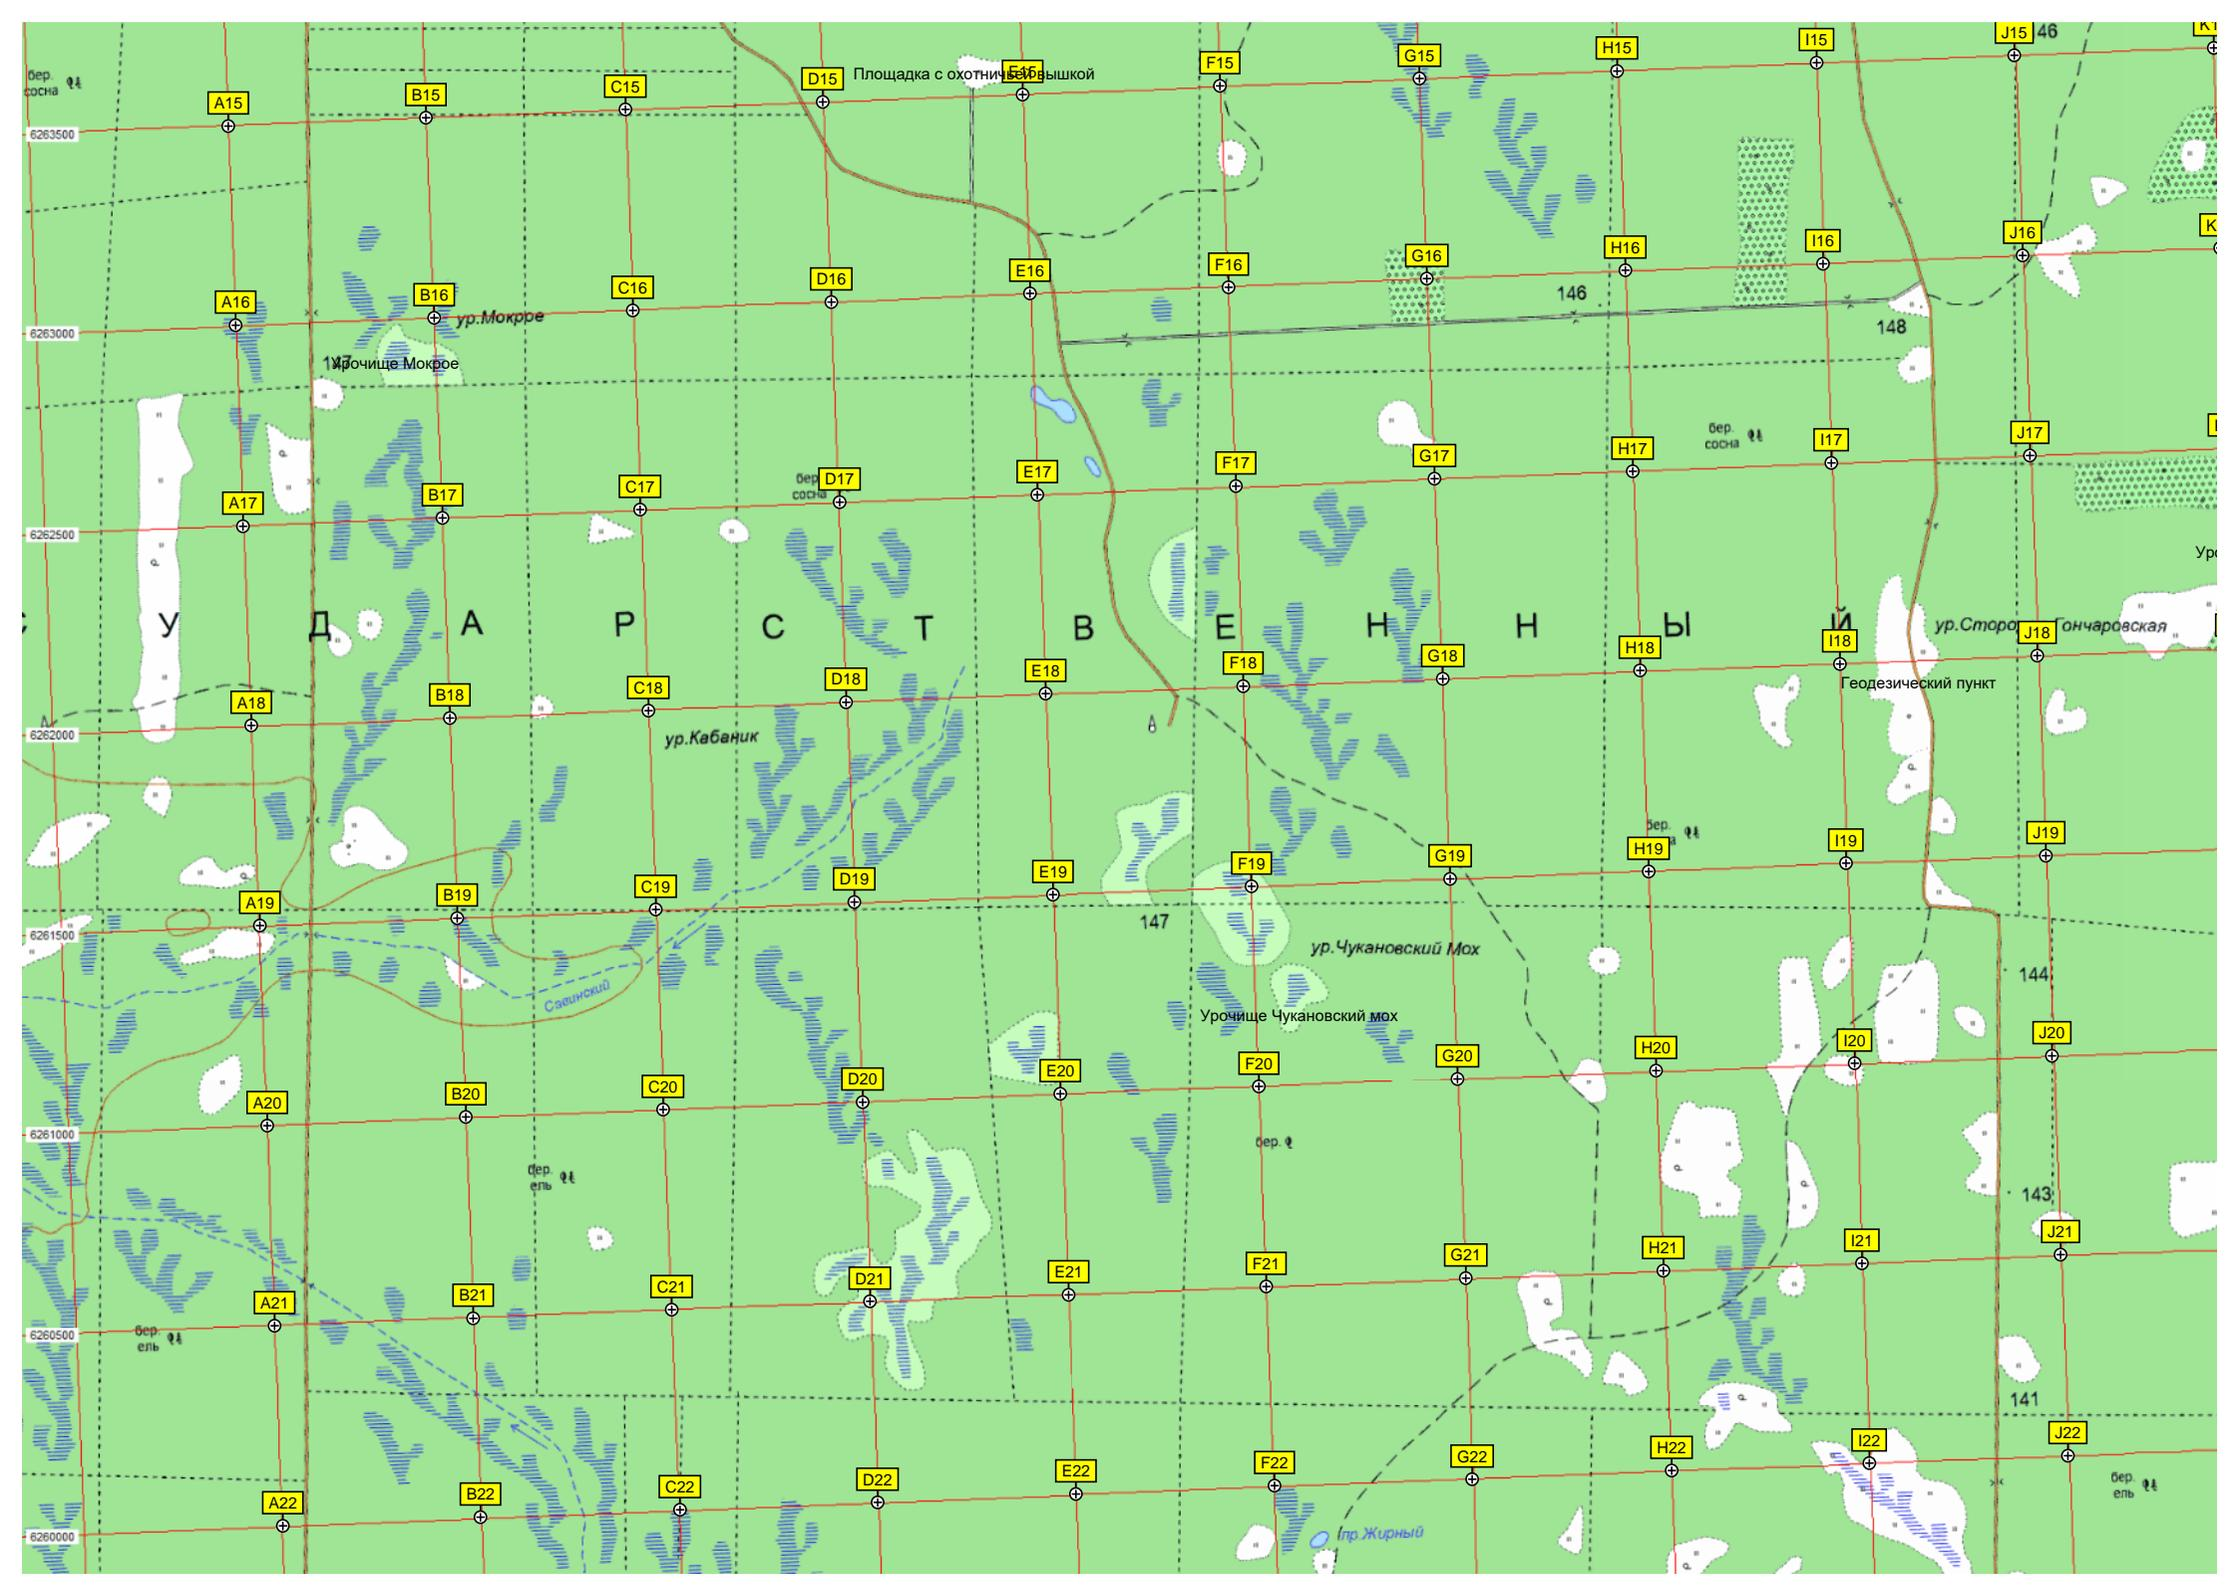 46
I15
J15
H15
G15
F15
Площадка с охотничьей вышкой
E15
D15
C15
B15
A15
бер.
сосна
6263500
J16
I16
H16
G16
F16
E16
D16
C16
B16
A16
146
ур.Мокрое
148
6263000
147
Урочище Мокрое
J17
I17
H17
G17
F17
E17
D17
C17
B17
A17
бер.
сосна
бер.
сосна
6262500
У Д А Р С Т В Е Н Н Ы Й
ур.Сторо Гончаровская
J18
I18
H18
G18
F18
E18
D18
C18
B18
A18
Геодезический пункт
6262000
ур.Кабаник
бер.
J19
I19
H19
G19
F19
E19
D19
C19
B19
A19
147
6261500
ур.Чукановский Мох
144
Савинский
Урочище Чукановский мох
J20
I20
H20
G20
F20
E20
D20
C20
B20
A20
6261000
бер.
бер.
ель
143
J21
I21
H21
G21
F21
E21
D21
C21
B21
A21
6260500
бер.
ель
141
J22
I22
H22
G22
F22
E22
D22
C22
B22
A22
бер.
ель
6260000
пр.Жирный